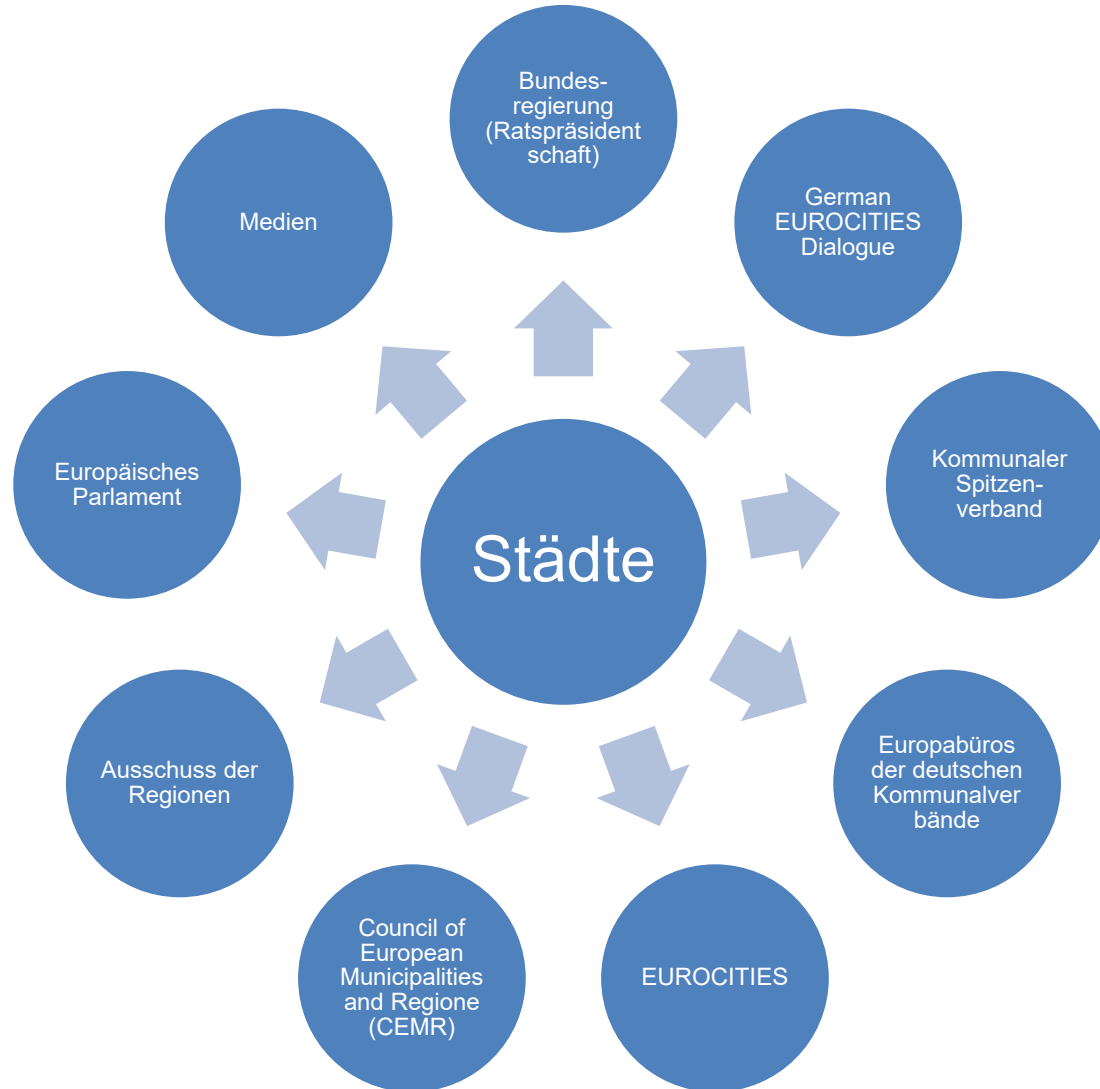 Bundes-
regierung
(Ratspräsident
schaft)
German
EUROCITIES
Dialogue
Kommunaler
Spitzen-
verband
Europabüros
der deutschen
Kommunalver
bände
EUROCITIES
Council of
European
Municipalities
and Regione
(CEMR)
Ausschuss der
Regionen
Europäisches
Parlament
Medien
Städte